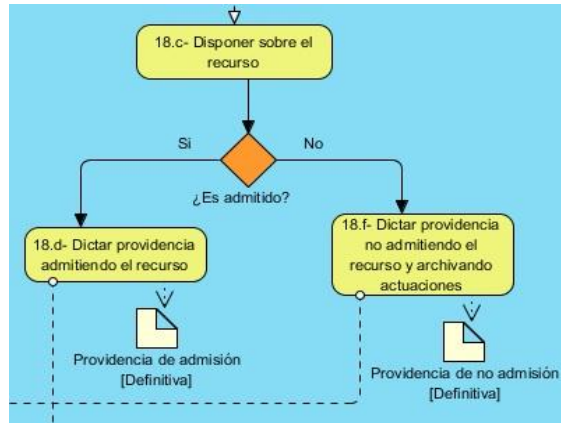 18.c- Disponer sobre el
recurso
Si
No
¿Es admitido?
18.d- Dictar providencia
admitiendo el recurso
18.f- Dictar providencia
no admitiendo el
recurso y archivando
actuaciones
Providencia de admisión
[Definitiva]
Providencia de no admisión
[Definitiva]